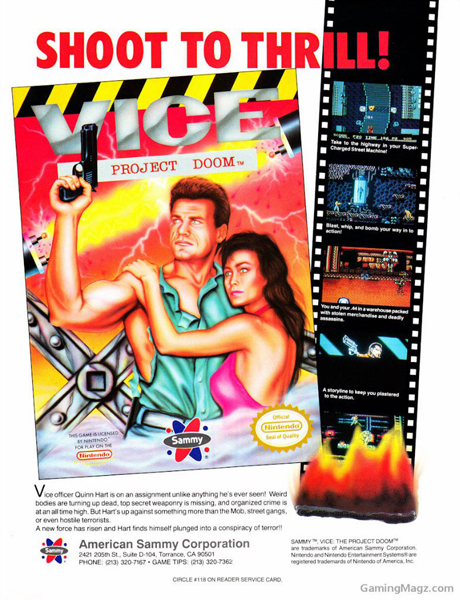 SHOOT TO THRILL!
VICE
PROJECT DOOM™
Take to the highway in your Super-
Charged Street Machine!
Blast, whip, and bomb your way in to
action!
You and your .44 in a warehouse packed
with stolen merchandise and deadly
assassins.
A storyline to keep you plastered
to the action.
THIS GAME IS LICENSED
BY NINTENDO
FOR PLAY ON THE
Nintendo
Sammy
Official
Nintendo
Seal of Quality
Vice officer Quinn Hart is on an assignment unlike anything he's ever seen! Weird
bodies are turning up dead, top secret weaponry is missing, and organized crime is
at an all time high. But Hart's up against something more than the Mob, street gangs,
or even hostile terrorists.
A new force has risen and Hart finds himself plunged into a conspiracy of terror!!
Sammy
American Sammy Corporation
2421 205th St., Suite D-104, Torrance, CA 90501
PHONE: (213) 320-7167 • GAME TIPS: (213) 320-7362
SAMMY™, VICE: THE PROJECT DOOM™
are trademarks of American Sammy Corporation.
Nintendo and Nintendo Entertainment Systems® are
registered trademarks of Nintendo of America, Inc.
CIRCLE #118 ON READER SERVICE CARD.
GamingMagz.com